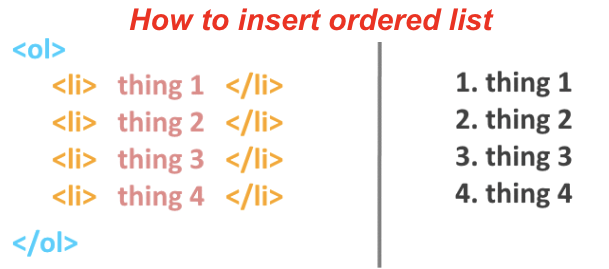 How to insert ordered list
<ol>
<li> thing 1 </li>
<li> thing 2 </li>
<li> thing 3 </li>
<li> thing 4 </li>
</ol>
1. thing 1
2. thing 2
3. thing 3
4. thing 4